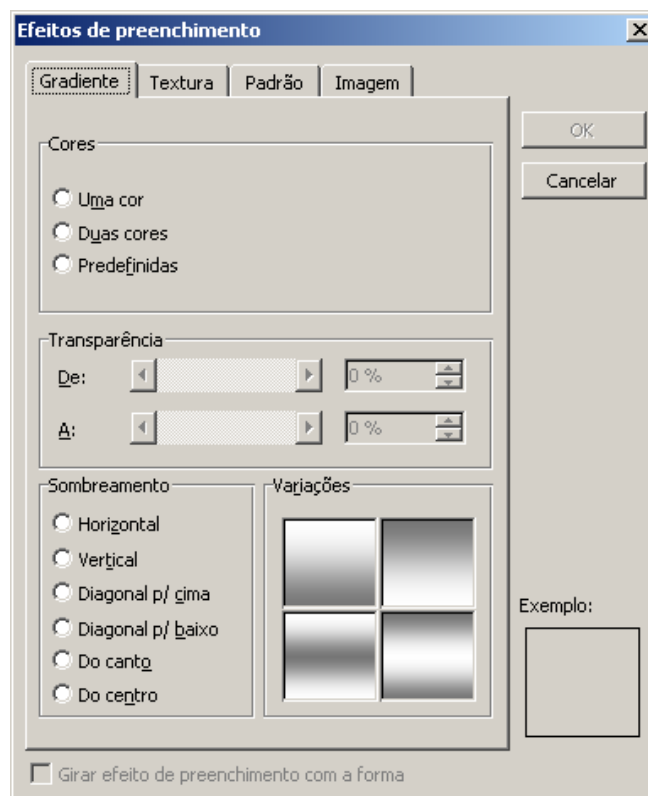 Efeitos de preenchimento
Gradiente Textura Padrão Imagem
OK
Cancelar
Cores
Uma cor
Duas cores
Predefinidas
Transparência
De: 0 %
A: 0 %
Sombreamento
Horizontal
Vertical
Diagonal p/ cima
Diagonal p/ baixo
Do canto
Do centro
Variações
Exemplo:
Girar efeito de preenchimento com a forma